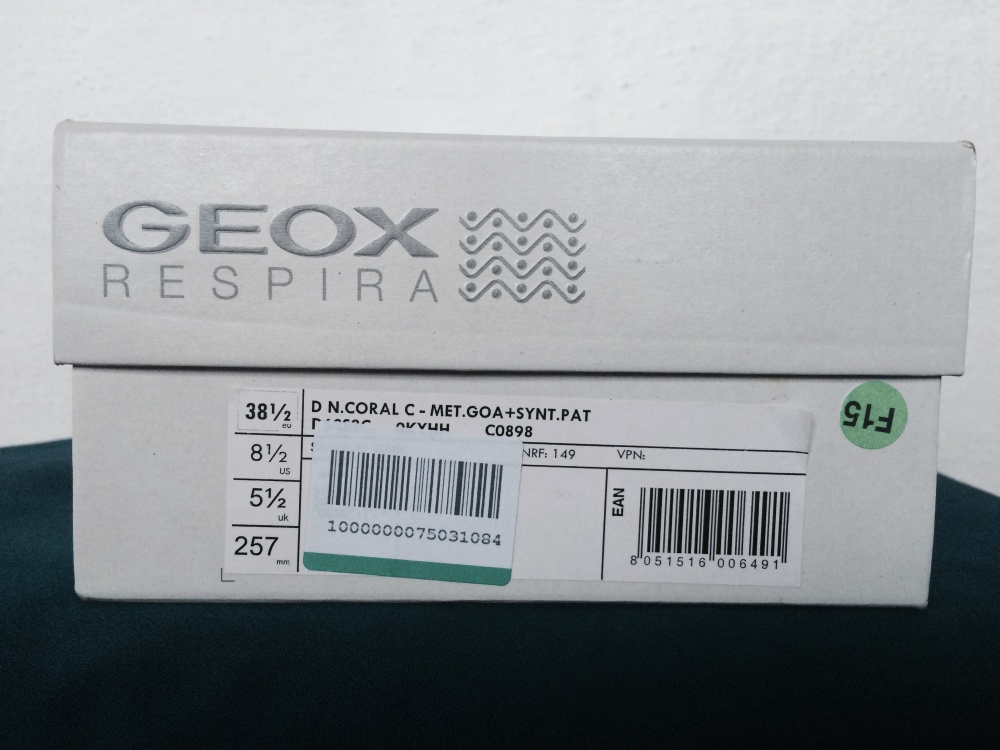 GEOX
RESPIRA
38½
eu
8½
US
5½
uk
257
mm
D N.CORAL C - MET.GOA+SYNT.PAT
C0898
NRF: 149 VPN:
1000000075031084
EAN
8 051516 006491
F15